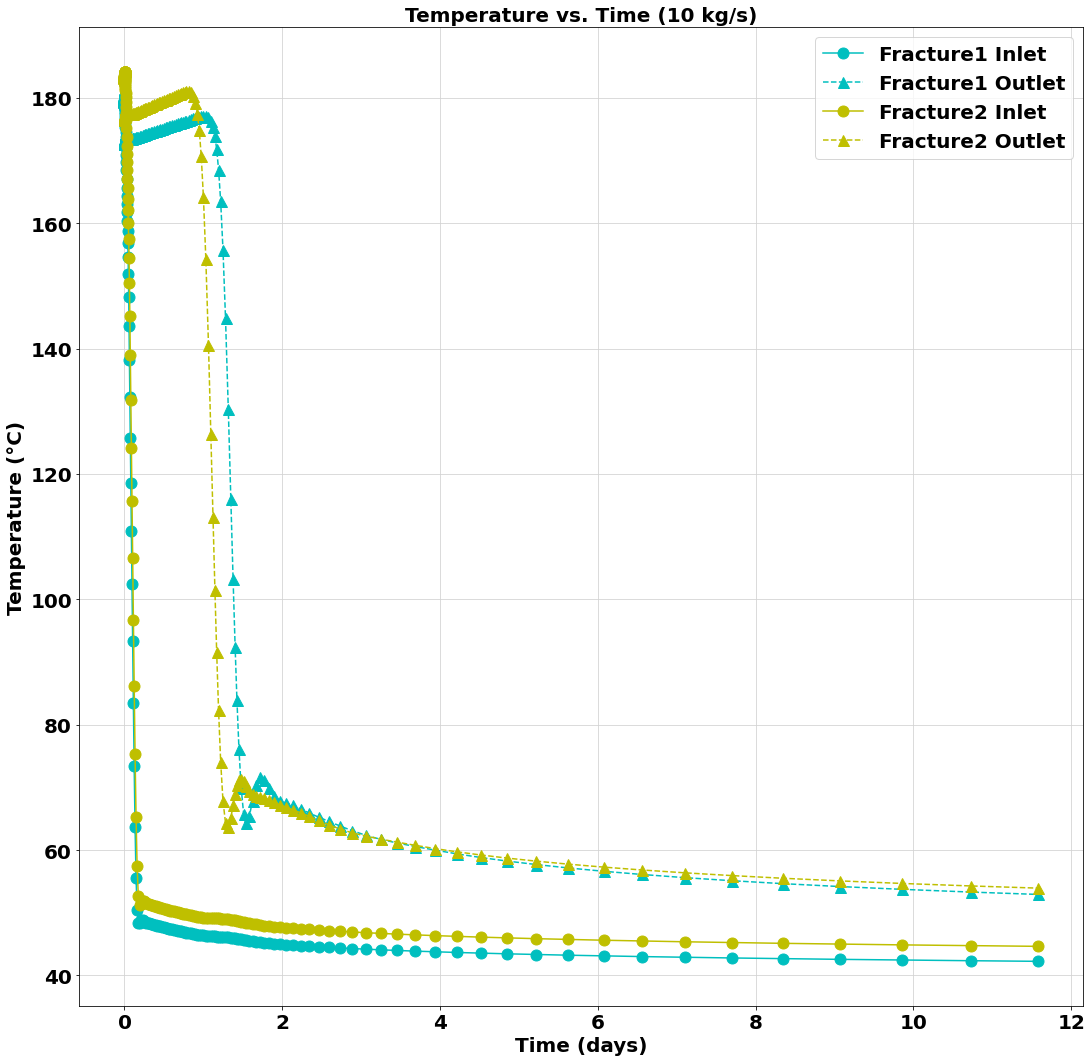 Temperature vs. Time (10 kg/s)
Fracture1 Inlet
Fracture1 Outlet
Fracture2 Inlet
Fracture2 Outlet
Temperature (°C)
180
160
140
120
100
80
60
40
0 2 4 6 8 10 12
Time (days)